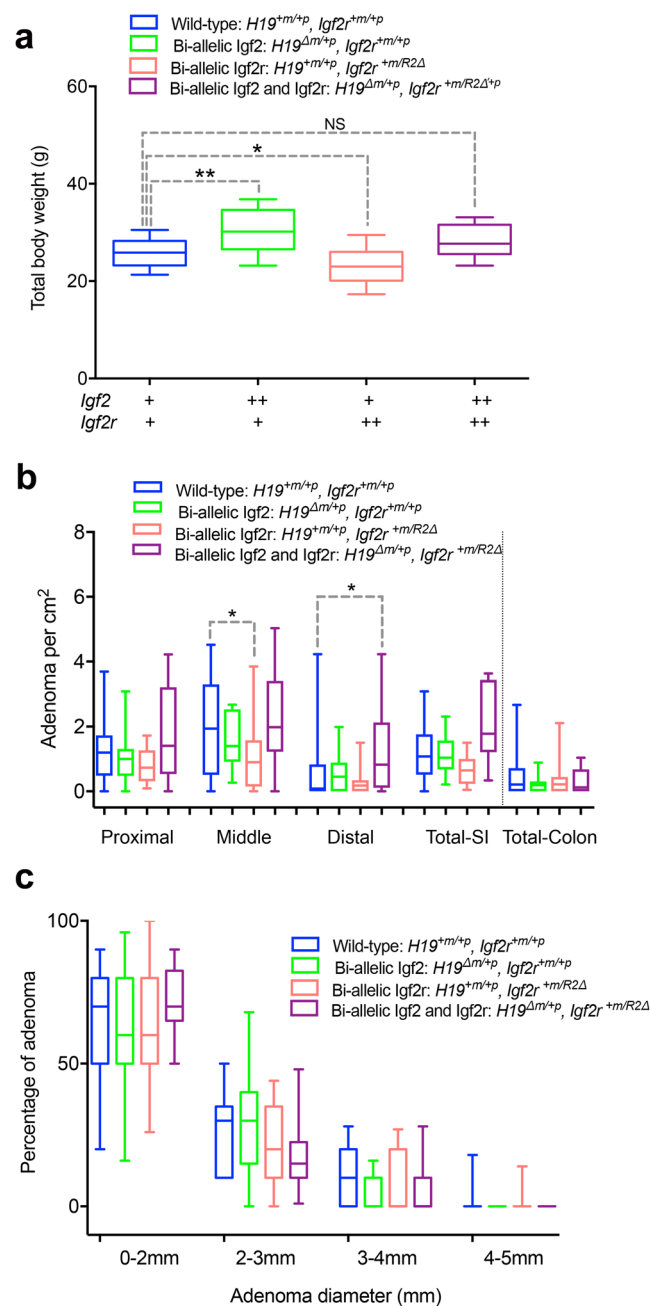 a
Wild-type: H19+m/+p, Igf2r+m/+p
Bi-allelic Igf2: H19Δm/+p, Igf2r+m/+p
Bi-allelic Igf2r: H19+m/+p, Igf2r +m/R2Δ
Bi-allelic Igf2 and Igf2r: H19Δm/+p, Igf2r +m/R2Δ+p
Total body weight (g)
60
40
20
0
NS
*
**
Igf2 + ++ + ++
Igf2r + + ++ ++
b
Wild-type: H19+m/+p, Igf2r+m/+p
Bi-allelic Igf2: H19Δm/+p, Igf2r+m/+p
Bi-allelic Igf2r: H19+m/+p, Igf2r +m/R2Δ
Bi-allelic Igf2 and Igf2r: H19Δm/+p, Igf2r +m/R2Δ
Adenoma per cm2
8
6
4
2
0
*
*
Proximal Middle Distal Total-SI Total-Colon
c
Wild-type: H19+m/+p, Igf2r+m/+p
Bi-allelic Igf2: H19Δm/+p, Igf2r+m/+p
Bi-allelic Igf2r: H19+m/+p, Igf2r +m/R2Δ
Bi-allelic Igf2 and Igf2r: H19Δm/+p, Igf2r +m/R2Δ
Percentage of adenoma
100
50
0
0-2mm 2-3mm 3-4mm 4-5mm
Adenoma diameter (mm)